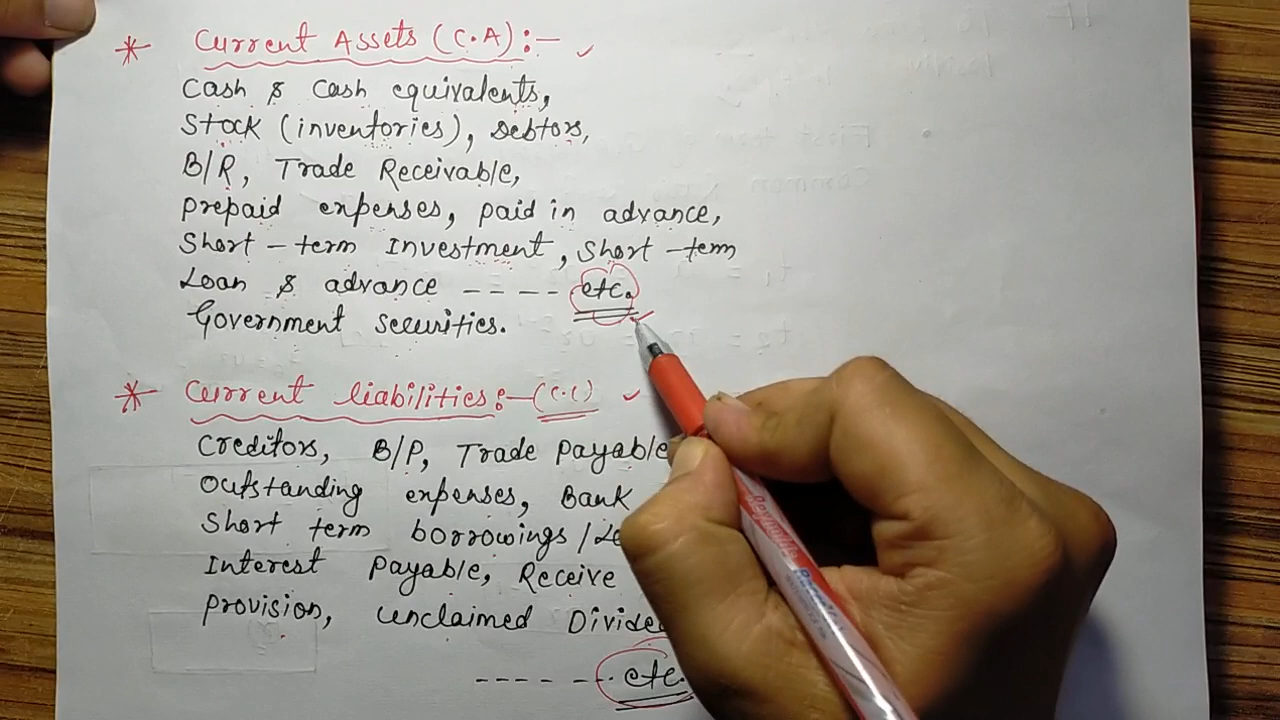 * Current Assets (C.A) :- ✓
Cash & Cash equivalents,
Stock (inventories), Debtors,
B/R, Trade Receivable,
prepaid expenses, paid in advance,
Short-term Investment, Short-term
Loan & advance ---- etc.
Government securities.
* Current liabilities :- (C.L) ✓
Creditors, B/P, Trade payable
Outstanding expenses, Bank
Short term borrowings /
Interest payable, Receive
provision, unclaimed
------ etc.
Reynolds